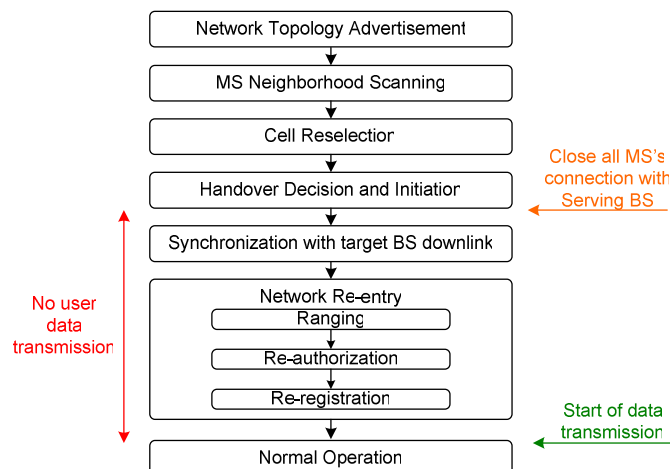 Network Topology Advertisement
MS Neighborhood Scanning
Cell Reselection
Handover Decision and Initiation
Close all MS's
connection with
Serving BS
Synchronization with target BS downlink
No user
data
transmission
Network Re-entry
Ranging
Re-authorization
Re-registration
Start of data
transmission
Normal Operation